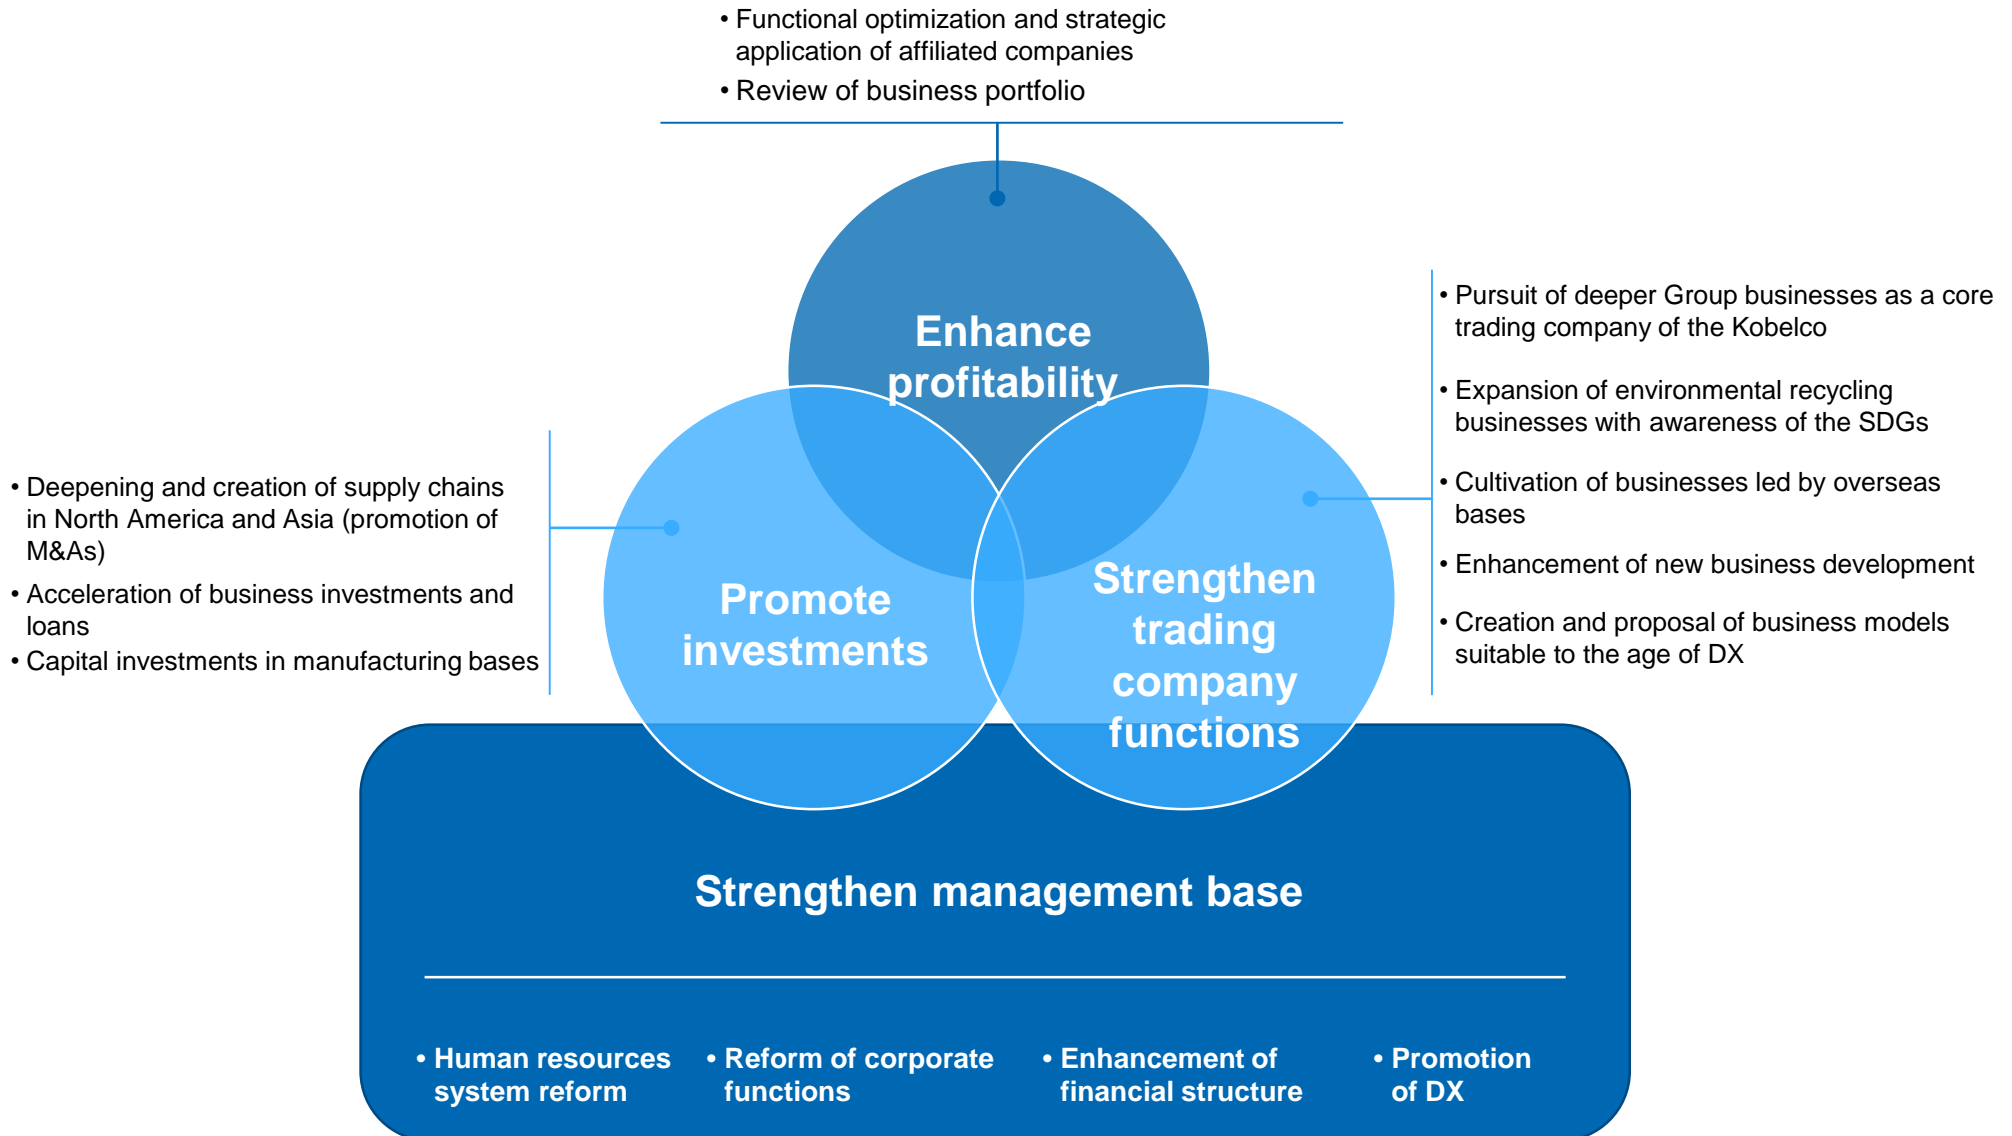 • Functional optimization and strategic
application of affiliated companies
• Review of business portfolio
Enhance
profitability
• Deepening and creation of supply chains
in North America and Asia (promotion of
M&As)
• Acceleration of business investments and
loans
• Capital investments in manufacturing bases
Promote
investments
Strengthen
trading
company
functions
• Pursuit of deeper Group businesses as a core
trading company of the Kobelco
• Expansion of environmental recycling
businesses with awareness of the SDGs
• Cultivation of businesses led by overseas
bases
• Enhancement of new business development
• Creation and proposal of business models
suitable to the age of DX
Strengthen management base
• Human resources
system reform
• Reform of corporate
functions
• Enhancement of
financial structure
• Promotion
of DX